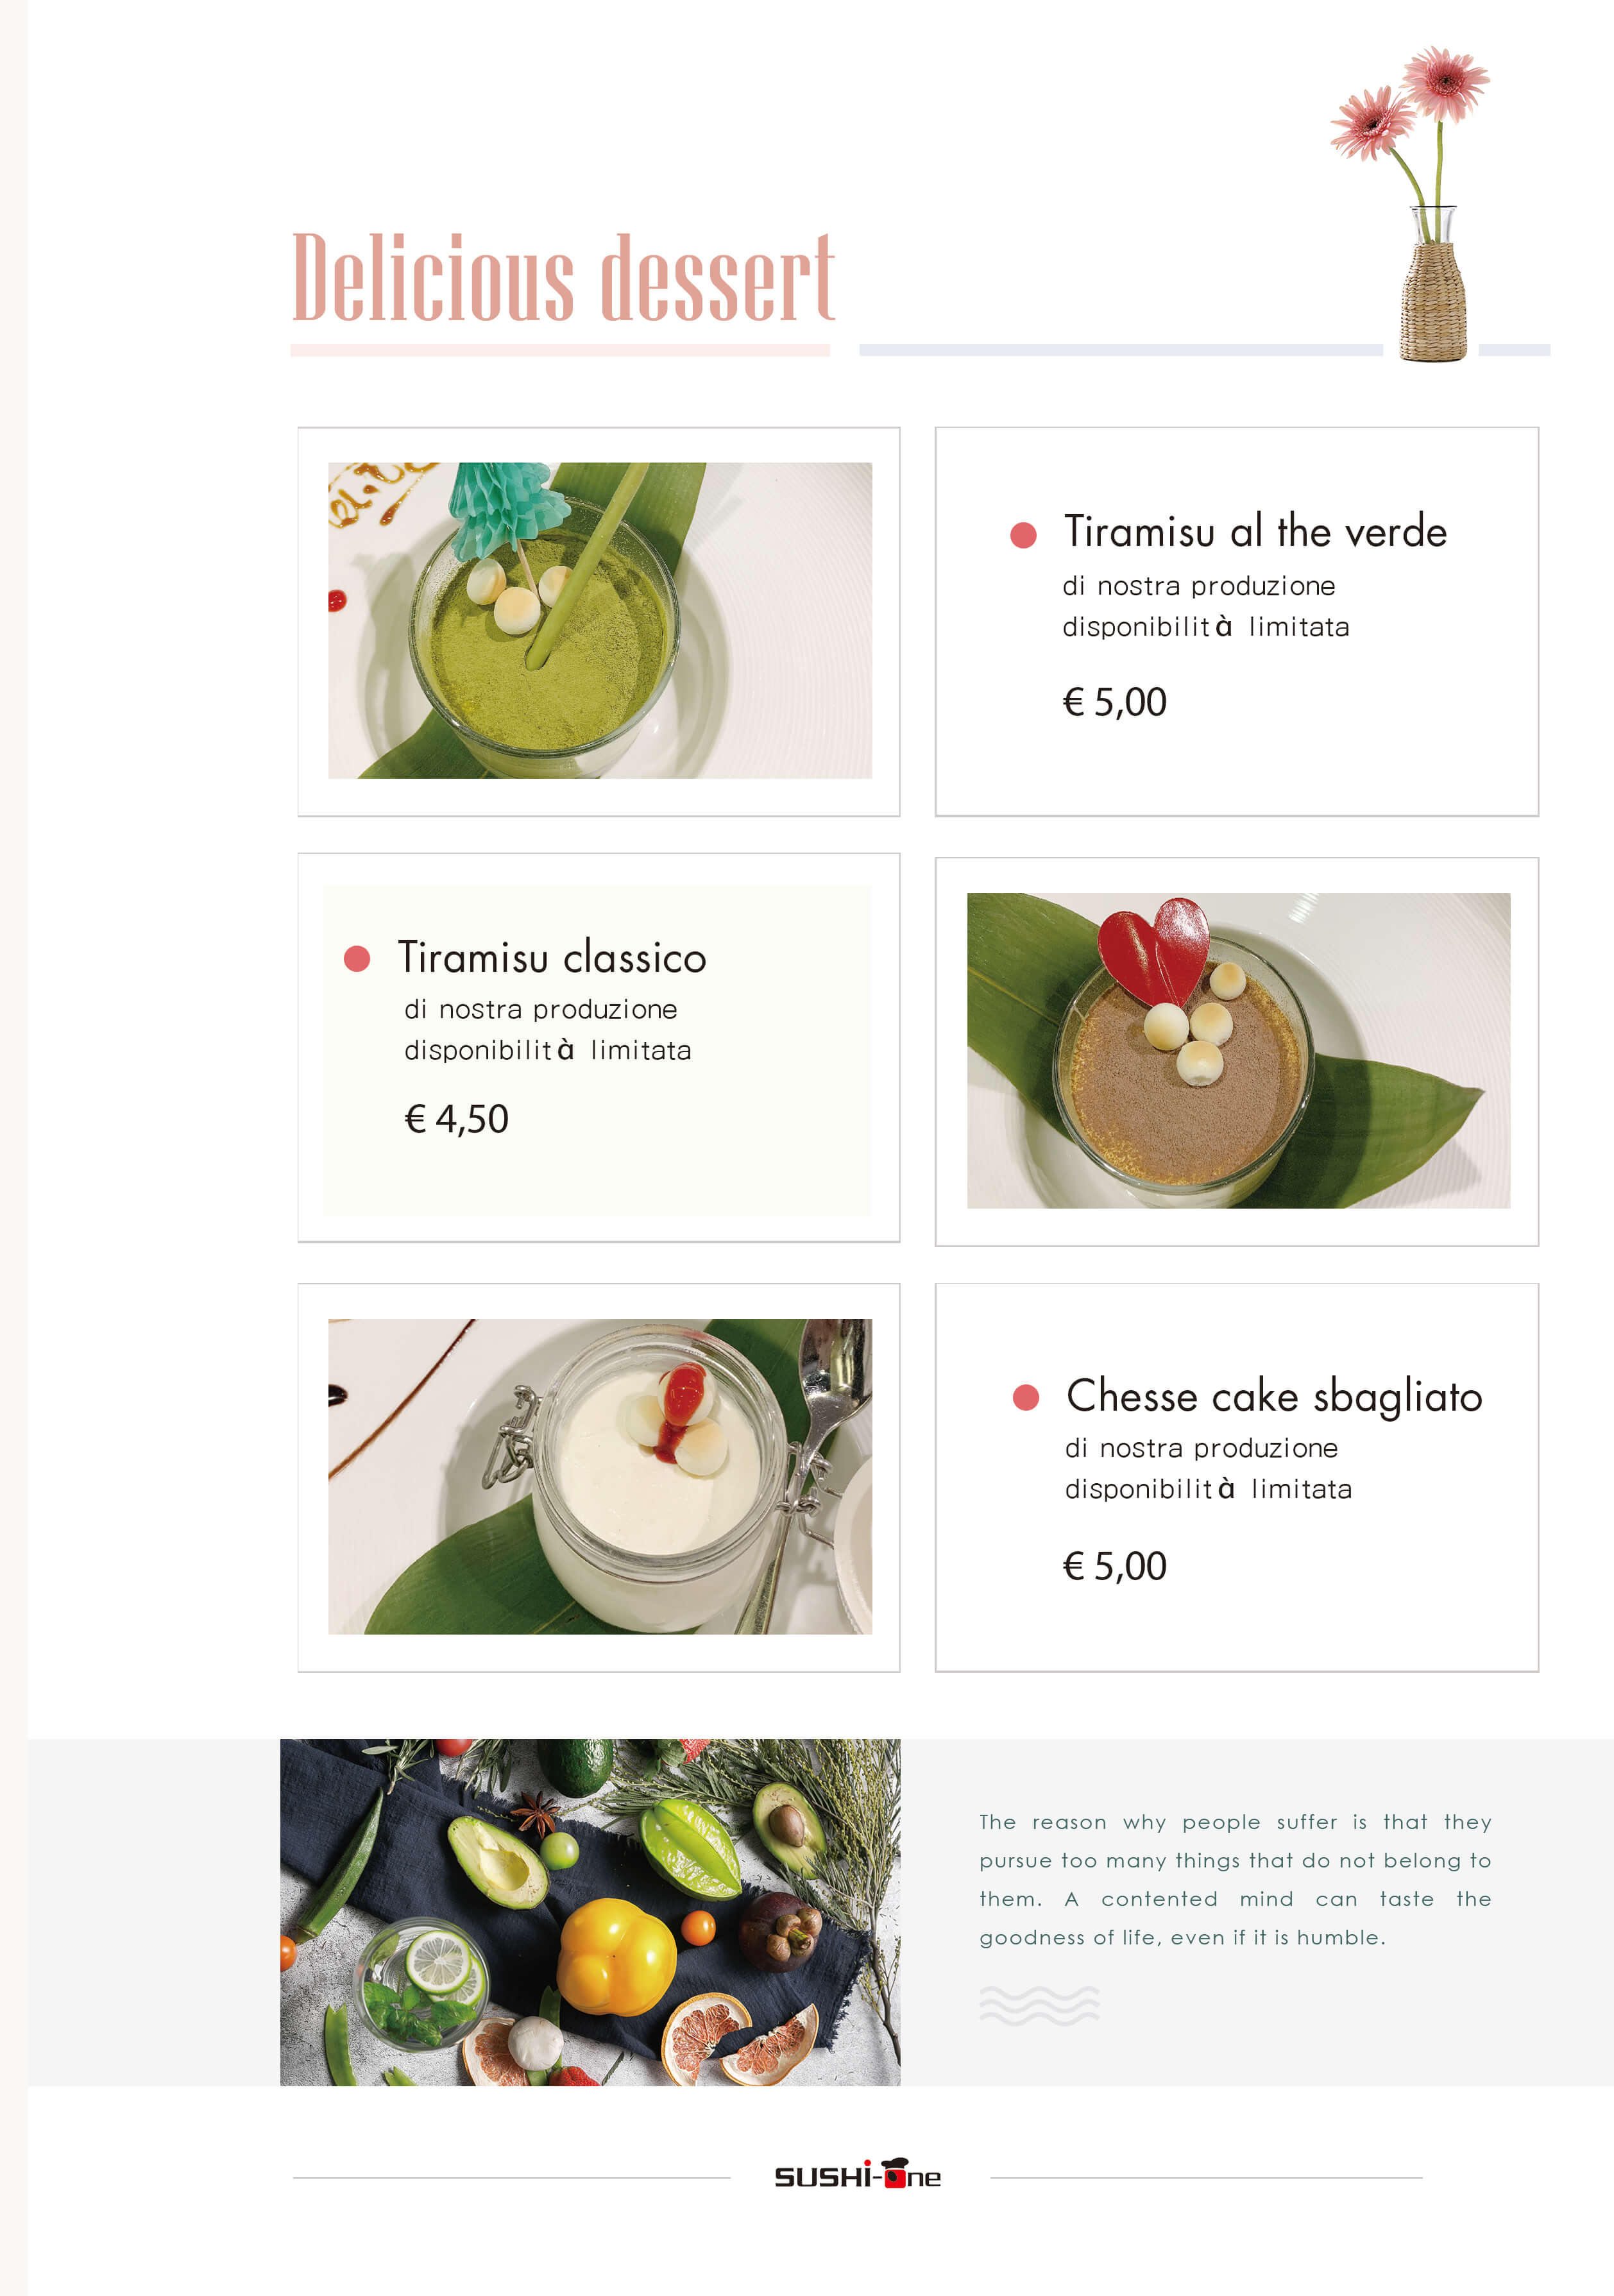 Delicious dessert
Tiramisu al the verde
di nostra produzione
disponibilità limitata
€ 5,00
Tiramisu classico
di nostra produzione
disponibilità limitata
€ 4,50
Chesse cake sbagliato
di nostra produzione
disponibilità limitata
€ 5,00
The reason why people suffer is that they
pursue too many things that do not belong to
them. A contented mind can taste the
goodness of life, even if it is humble.
SUSHi-One